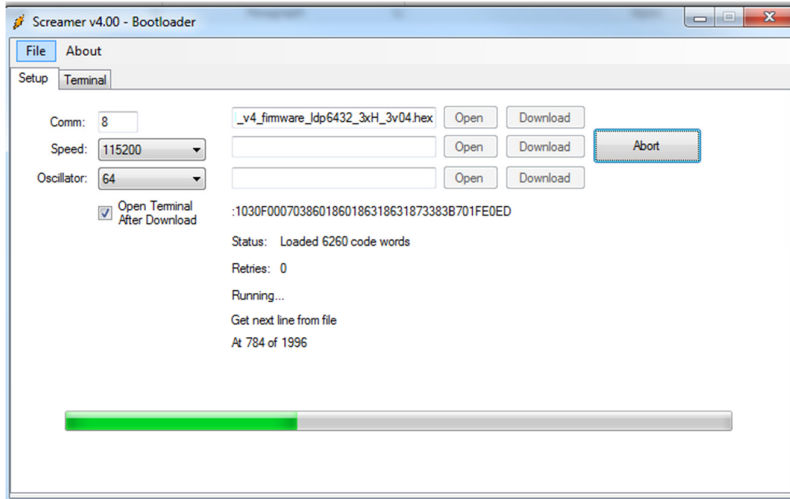 Screamer v4.00 - Bootloader
File About
Setup Terminal
Comm: 8 _v4_firmware_ldp6432_3xH_3v04.hex Open Download
Speed: 115200 Open Download Abort
Oscillator: 64 Open Download
Open Terminal
After Download
:1030F00070386018601863186318733​83B701FE0ED
Status: Loaded 6260 code words
Retries: 0
Running...
Get next line from file
At 784 of 1996